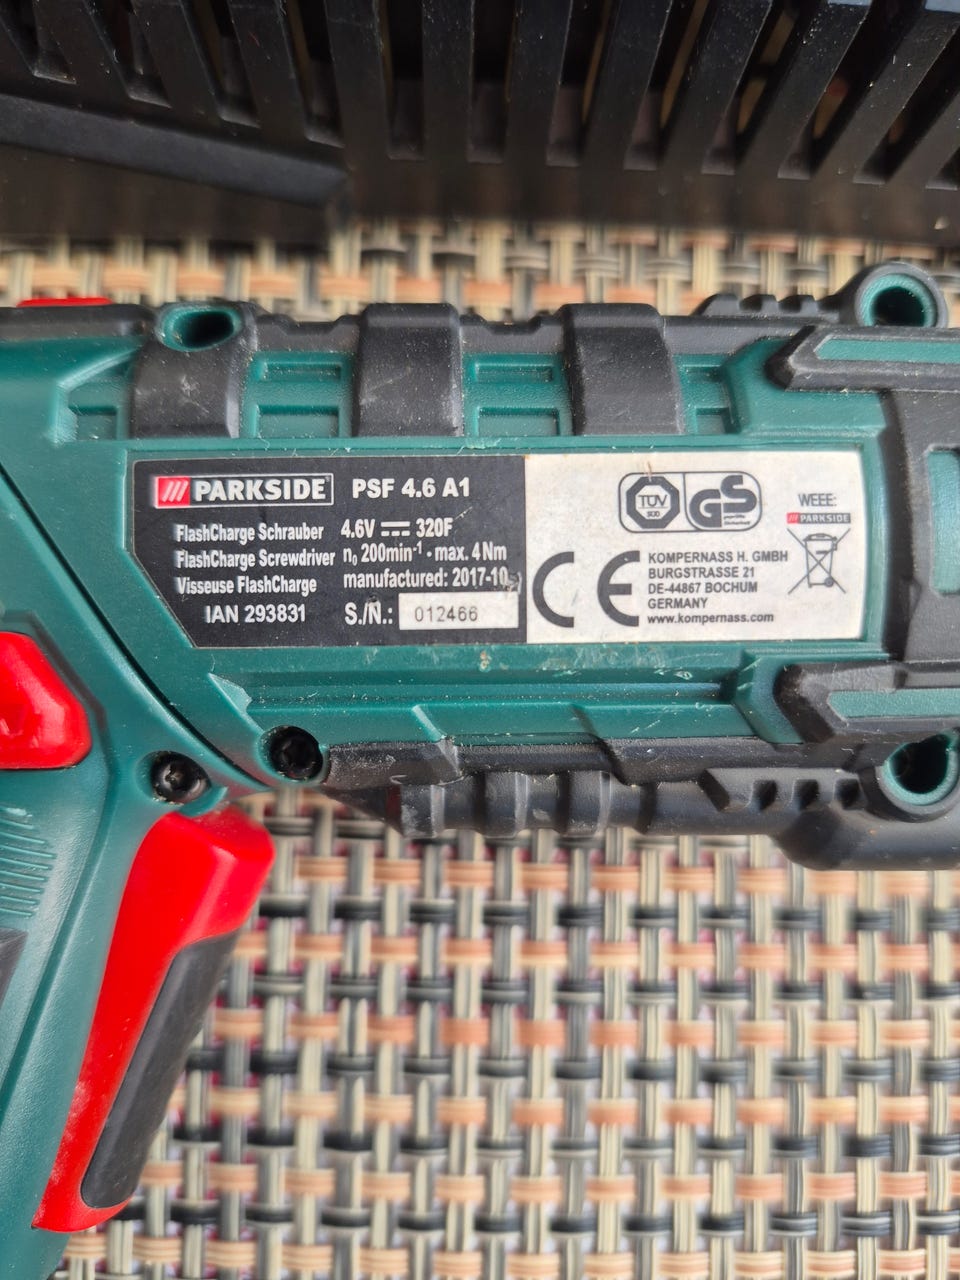 PARKSIDE
PSF 4.6 A1
FlashCharge Schrauber
FlashCharge Screwdriver
Visseuse FlashCharge
IAN 293831
4.6V 320F
n₀ 200min⁻¹ • max. 4 Nm
manufactured: 2017-10
S./N.: 012466
TÜV
SÜD
GS
CE
KOMPERNASS H. GMBH
BURGSTRASSE 21
DE-44867 BOCHUM
GERMANY
www.kompernass.com
WEEE:
PARKSIDE